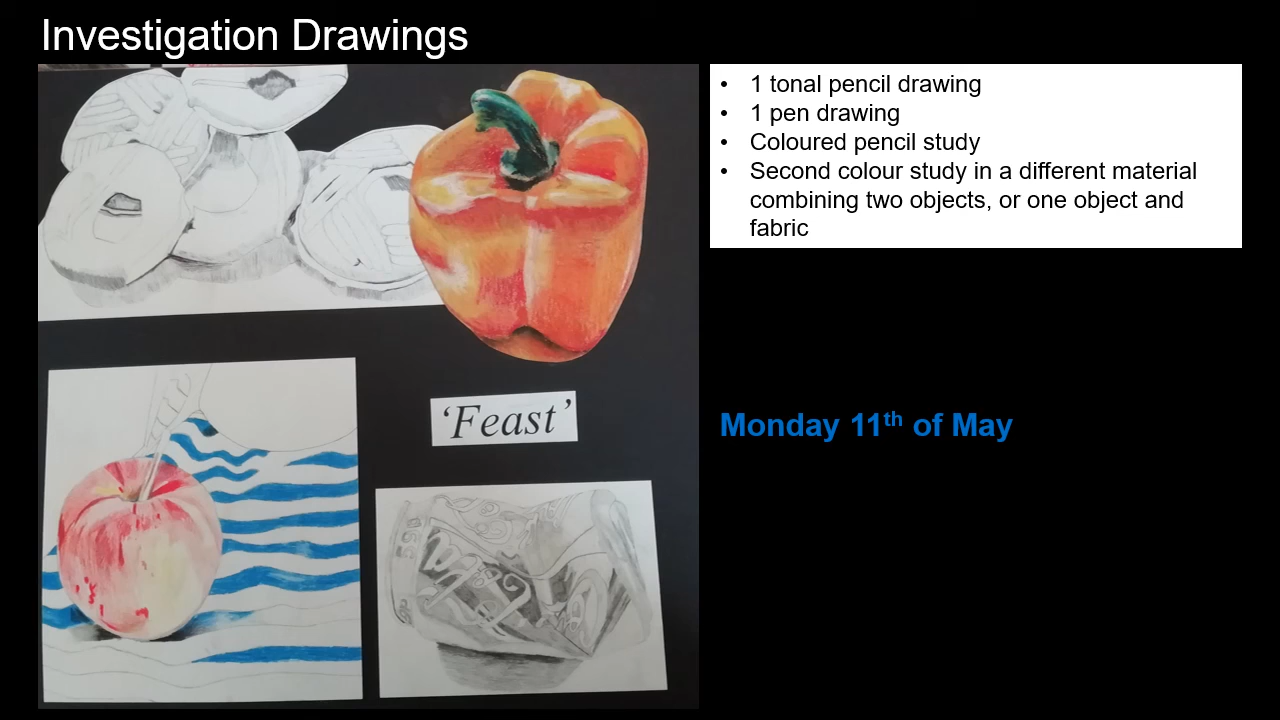 Investigation Drawings
• 1 tonal pencil drawing
• 1 pen drawing
• Coloured pencil study
• Second colour study in a different material
combining two objects, or one object and
fabric
‘Feast’
Monday 11th of May